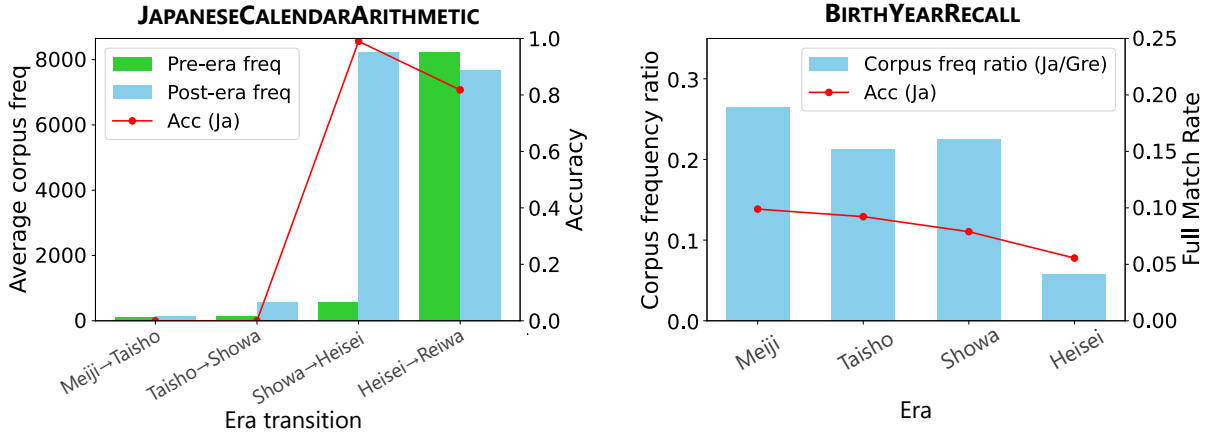 JAPANESECALENDARARITHMETIC
Average corpus freq
8000
6000
4000
2000
0
Pre-era freq
Post-era freq
Acc (Ja)
1.0
0.8
0.6
0.4
0.2
0.0
Accuracy
Meiji→Taisho
Taisho→Showa
Showa→Heisei
Heisei→Reiwa
Era transition
BIRTHYEARRECALL
Corpus frequency ratio
0.3
0.2
0.1
0.0
Corpus freq ratio (Ja/Gre)
Acc (Ja)
0.25
0.20
0.15
0.10
0.05
0.00
Full Match Rate
Meiji
Taisho
Showa
Heisei
Era